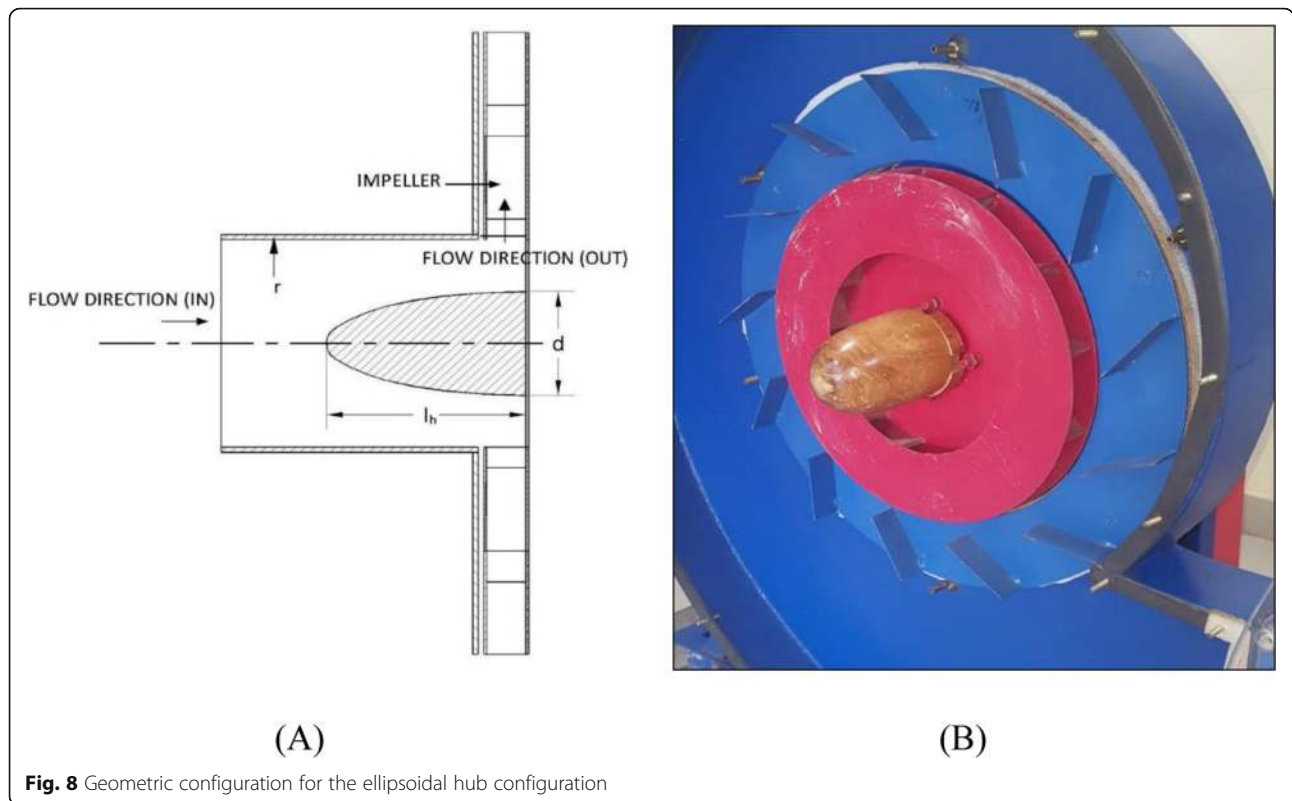 IMPELLER
FLOW DIRECTION (OUT)
r
FLOW DIRECTION (IN)
d
lₕ
(A)
(B)
Fig. 8 Geometric configuration for the ellipsoidal hub configuration